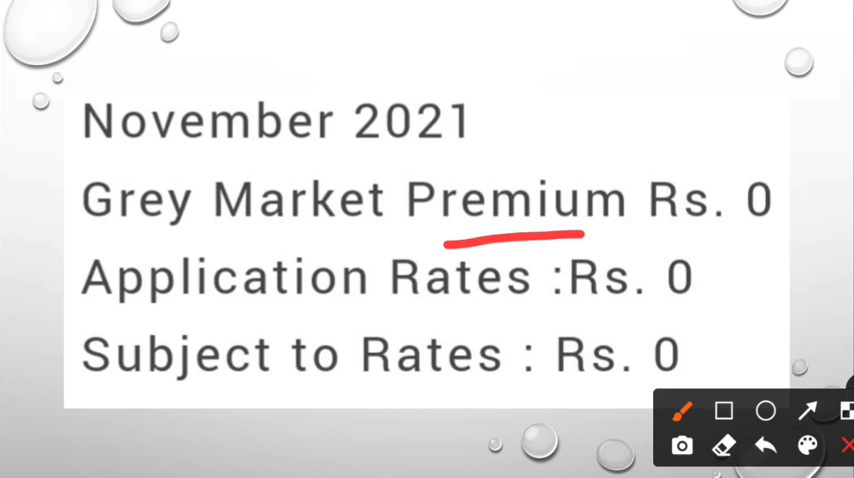 November 2021
Grey Market Premium Rs. 0
Application Rates :Rs. 0
Subject to Rates : Rs. 0